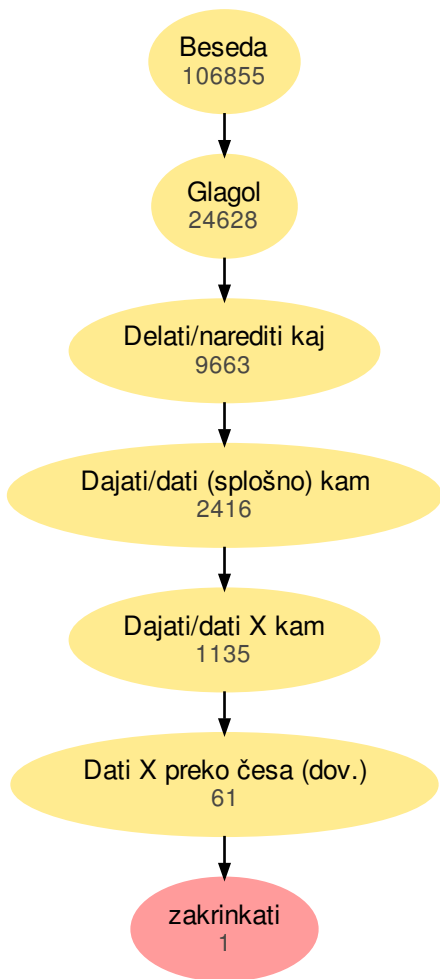 Beseda
106855
Glagol
24628
Delati/narediti kaj
9663
Dajati/dati (splošno) kam
2416
Dajati/dati X kam
1135
Dati X preko česa (dov.)
61
zakrinkati
1